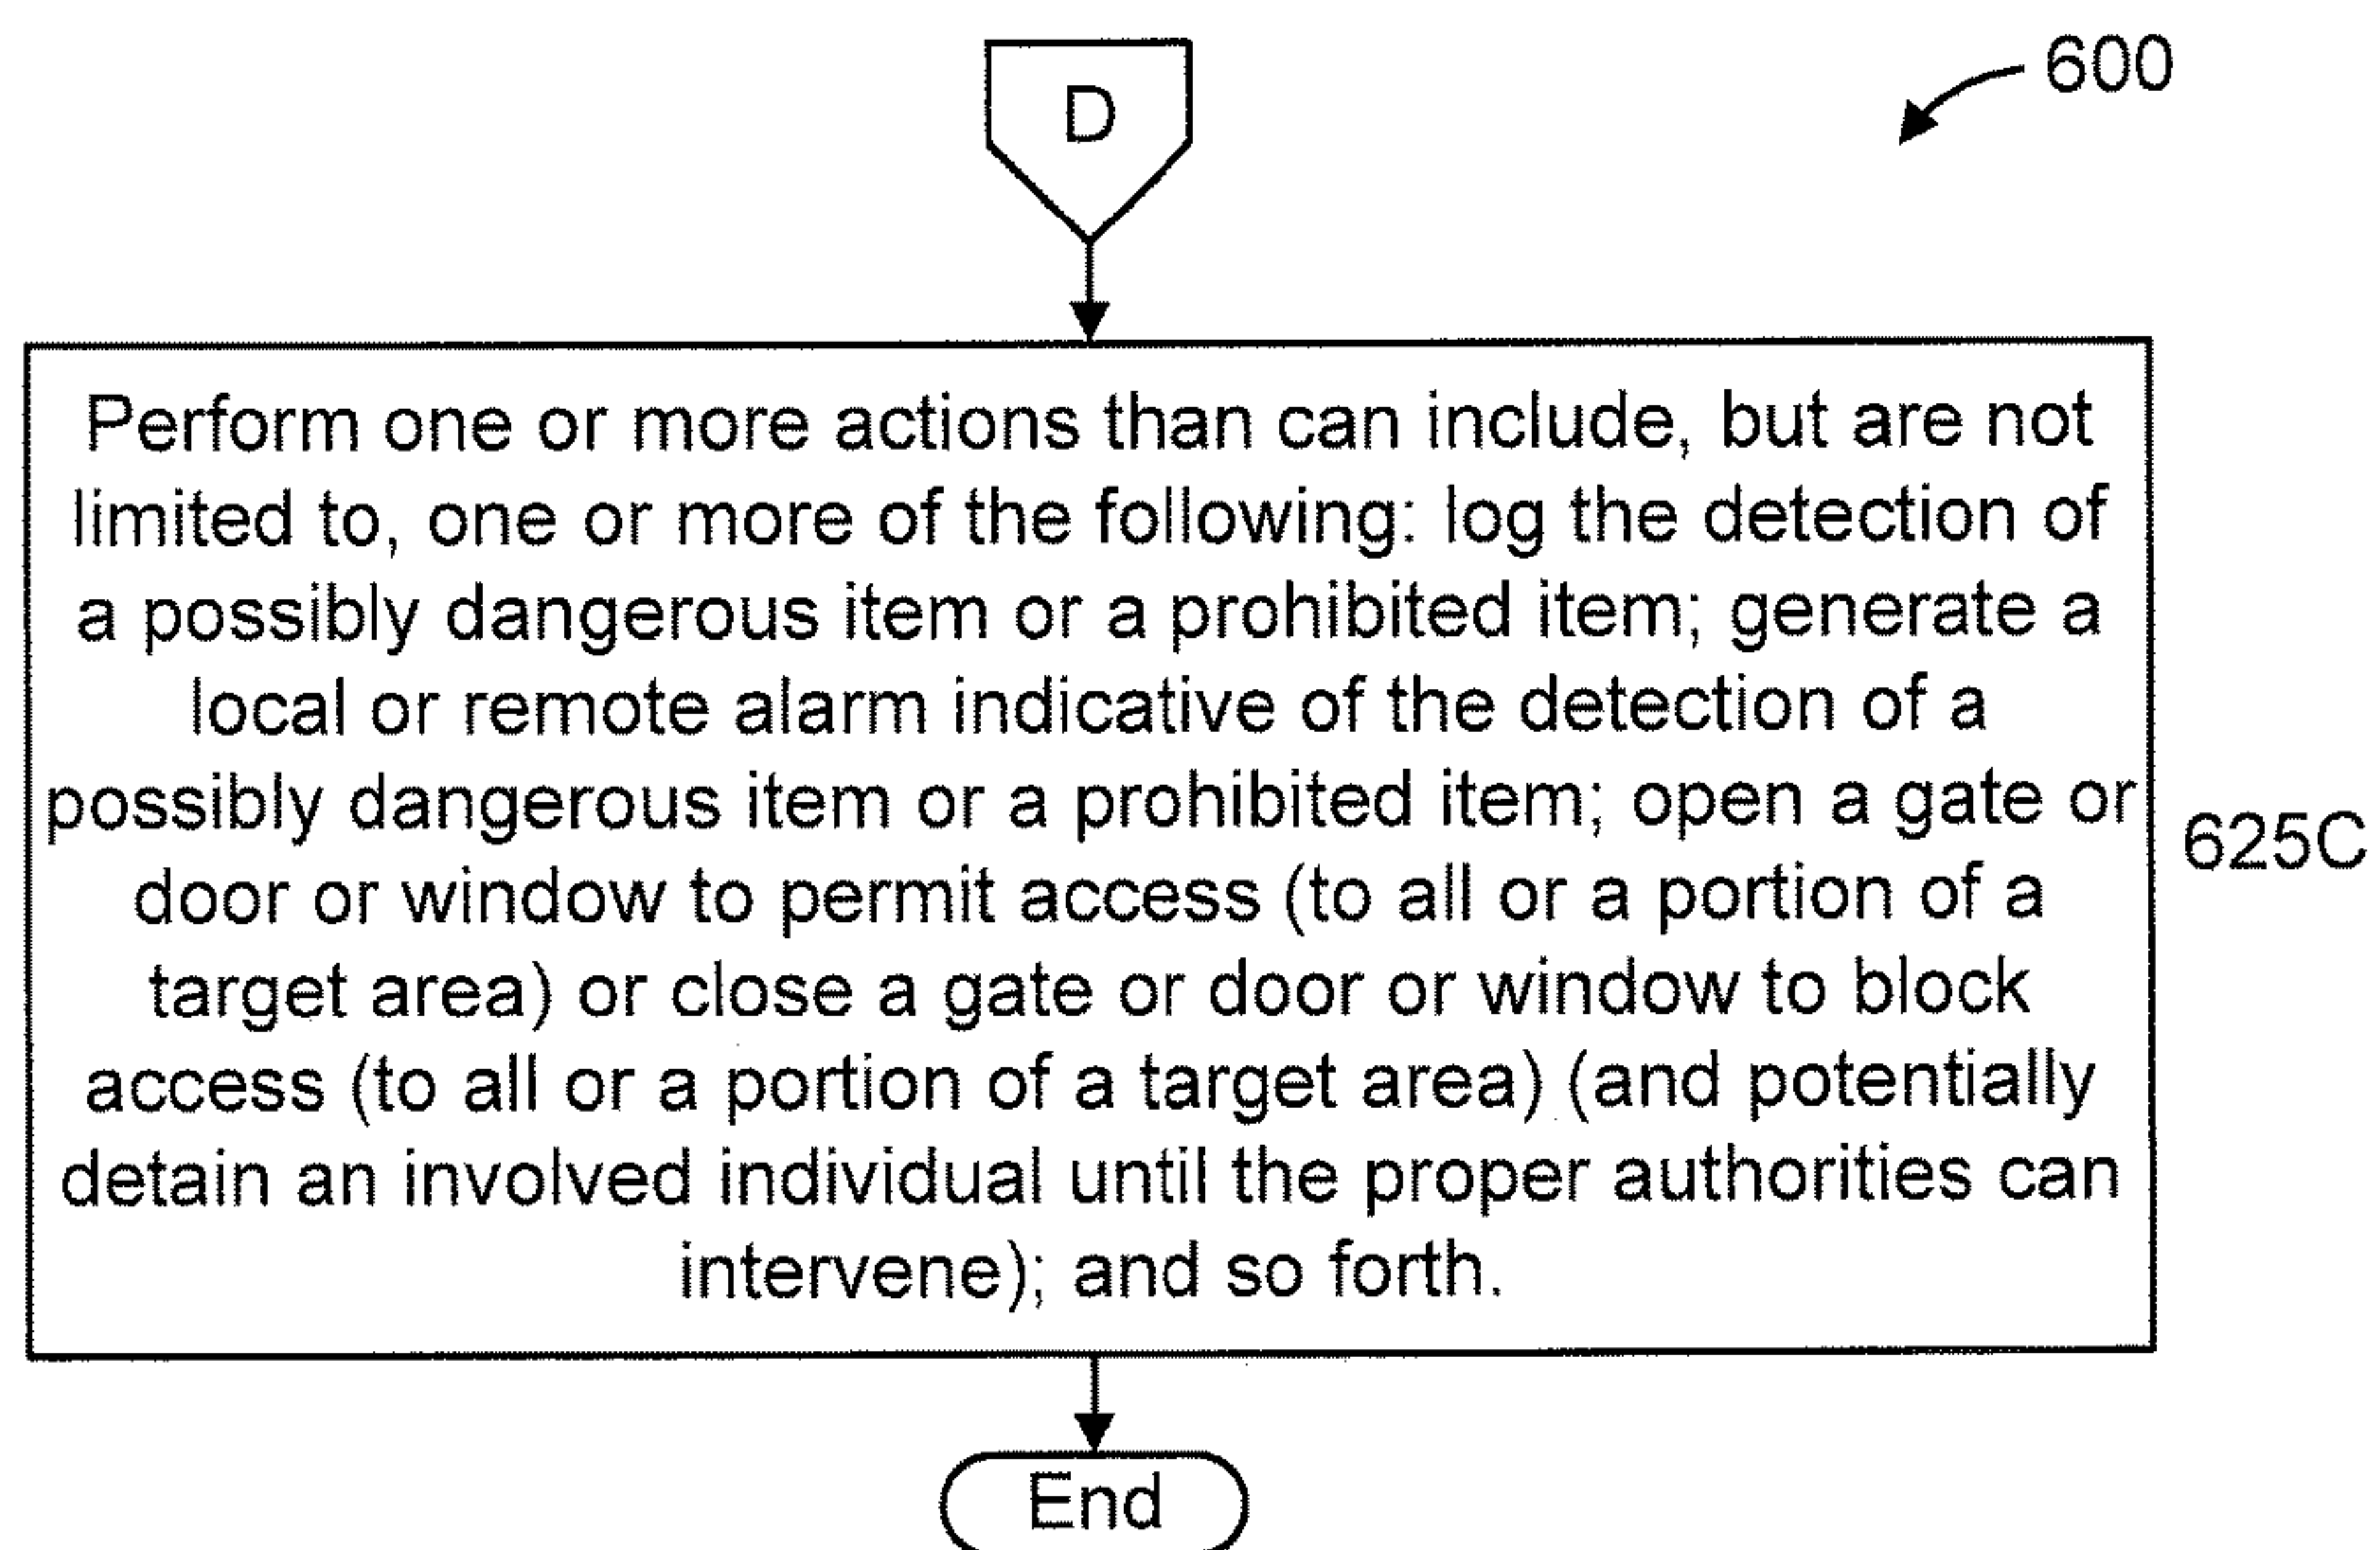 D
600
Perform one or more actions than can include, but are not
limited to, one or more of the following: log the detection of
a possibly dangerous item or a prohibited item; generate a
local or remote alarm indicative of the detection of a
possibly dangerous item or a prohibited item; open a gate or
door or window to permit access (to all or a portion of a
target area) or close a gate or door or window to block
access (to all or a portion of a target area) (and potentially
detain an involved individual until the proper authorities can
intervene); and so forth.
625C
End